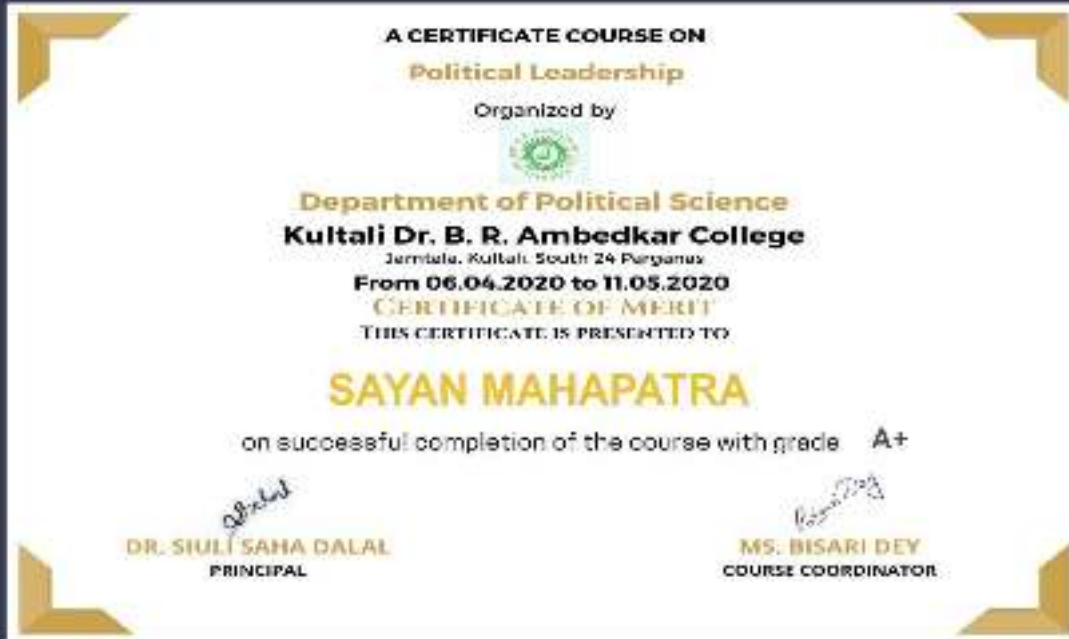 A CERTIFICATE COURSE ON
Political Leadership
Organized by
Department of Political Science
Kultali Dr. B. R. Ambedkar College
Jamtala, Kultali, South 24 Parganas
From 06.04.2020 to 11.05.2020
CERTIFICATE OF MERIT
THIS CERTIFICATE IS PRESENTED TO
SAYAN MAHAPATRA
on successful completion of the course with grade A+
DR. SIULI SAHA DALAL
PRINCIPAL
MS. BISARI DEY
COURSE COORDINATOR